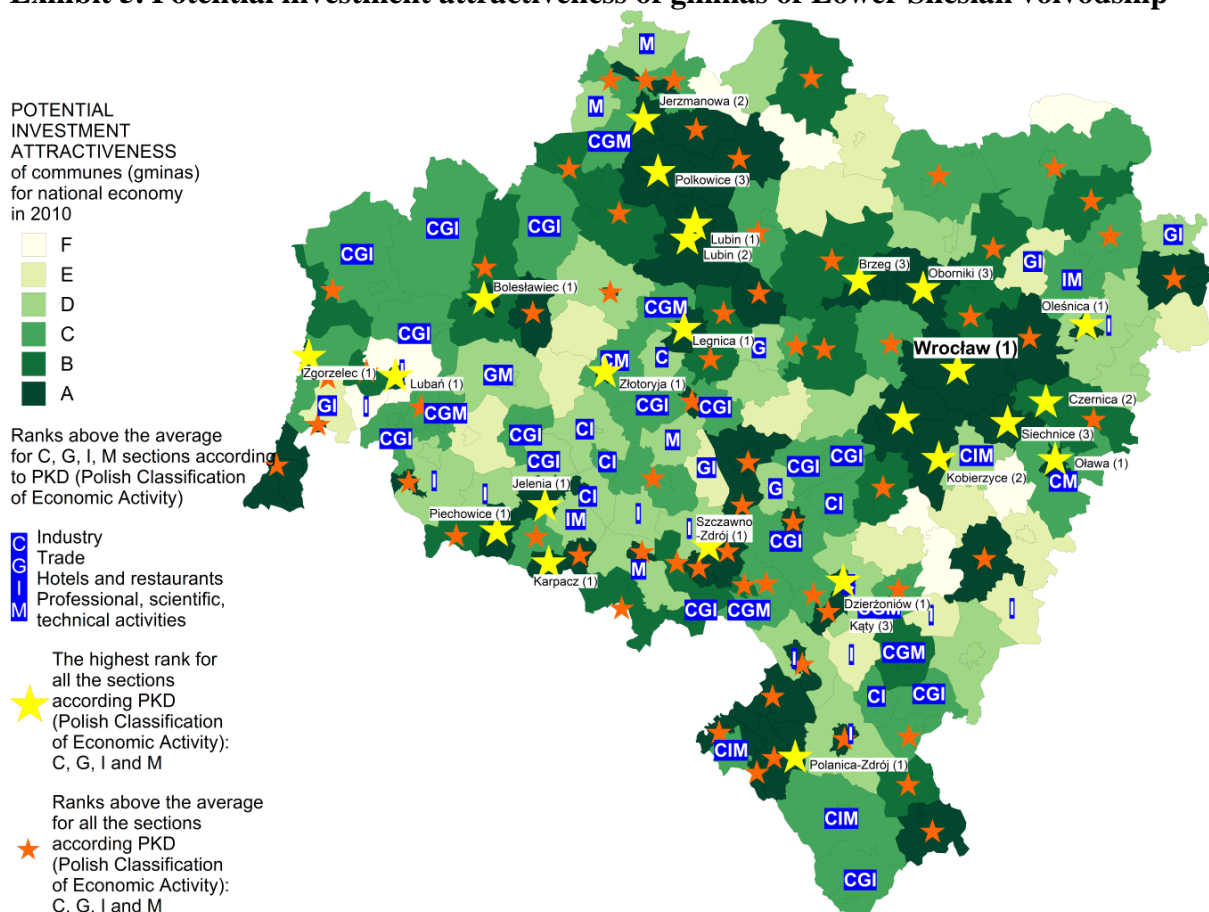 Exhibit Potential investment attractiveness of gminas of Lower Silesian voivodship
POTENTIAL
INVESTMENT
ATTRACTIVENESS
of communes (gminas)
for national economy
in 2010
F
E
D
C
B
A
Ranks above the average
for C, G, I, M sections according
to PKD (Polish Classification
of Economic Activity)
C
G
I
M
Industry
Trade
Hotels and restaurants
Professional, scientific,
technical activities
The highest rank for
all the sections
according PKD
(Polish Classification
of Economic Activity):
C, G, I and M
Ranks above the average
for all the sections
according PKD
(Polish Classification
of Economic Activity):
C, G, I and M
M
Jerzmanowa (2)
M
CGM
Polkowice (3)
CGI
CGI
CGI
GI
Lubin (1)
Lubin (2)
Brzeg (3)
Oborniki (3)
GI
IM
Bolesławiec (1)
CGM
Oleśnica (1)
I
CGI
Legnica (1)
G
Wrocław (1)
C
CM
Zgorzelec (1)
I
Lubań (1)
GM
Złotoryja (1)
GI
I
CGM
CGI
CGI
Czernica (2)
CGI
CGI
CI
M
Siechnice (3)
CGI
CI
GI
CGI
CGI
CIM
Oława (1)
I
Jelenia (1)
G
Kobierzyce (2)
CM
I
CI
CI
Piechowice (1)
IM
I
I
Szczawno
-Zdrój (1)
CGI
Karpacz (1)
M
I
Dzierżoniów (1)
CGI
CGM
CGM
I
I
Kąty (3)
I
I
CGM
CI
CGI
I
CIM
Polanica-Zdrój (1)
CIM
CGI